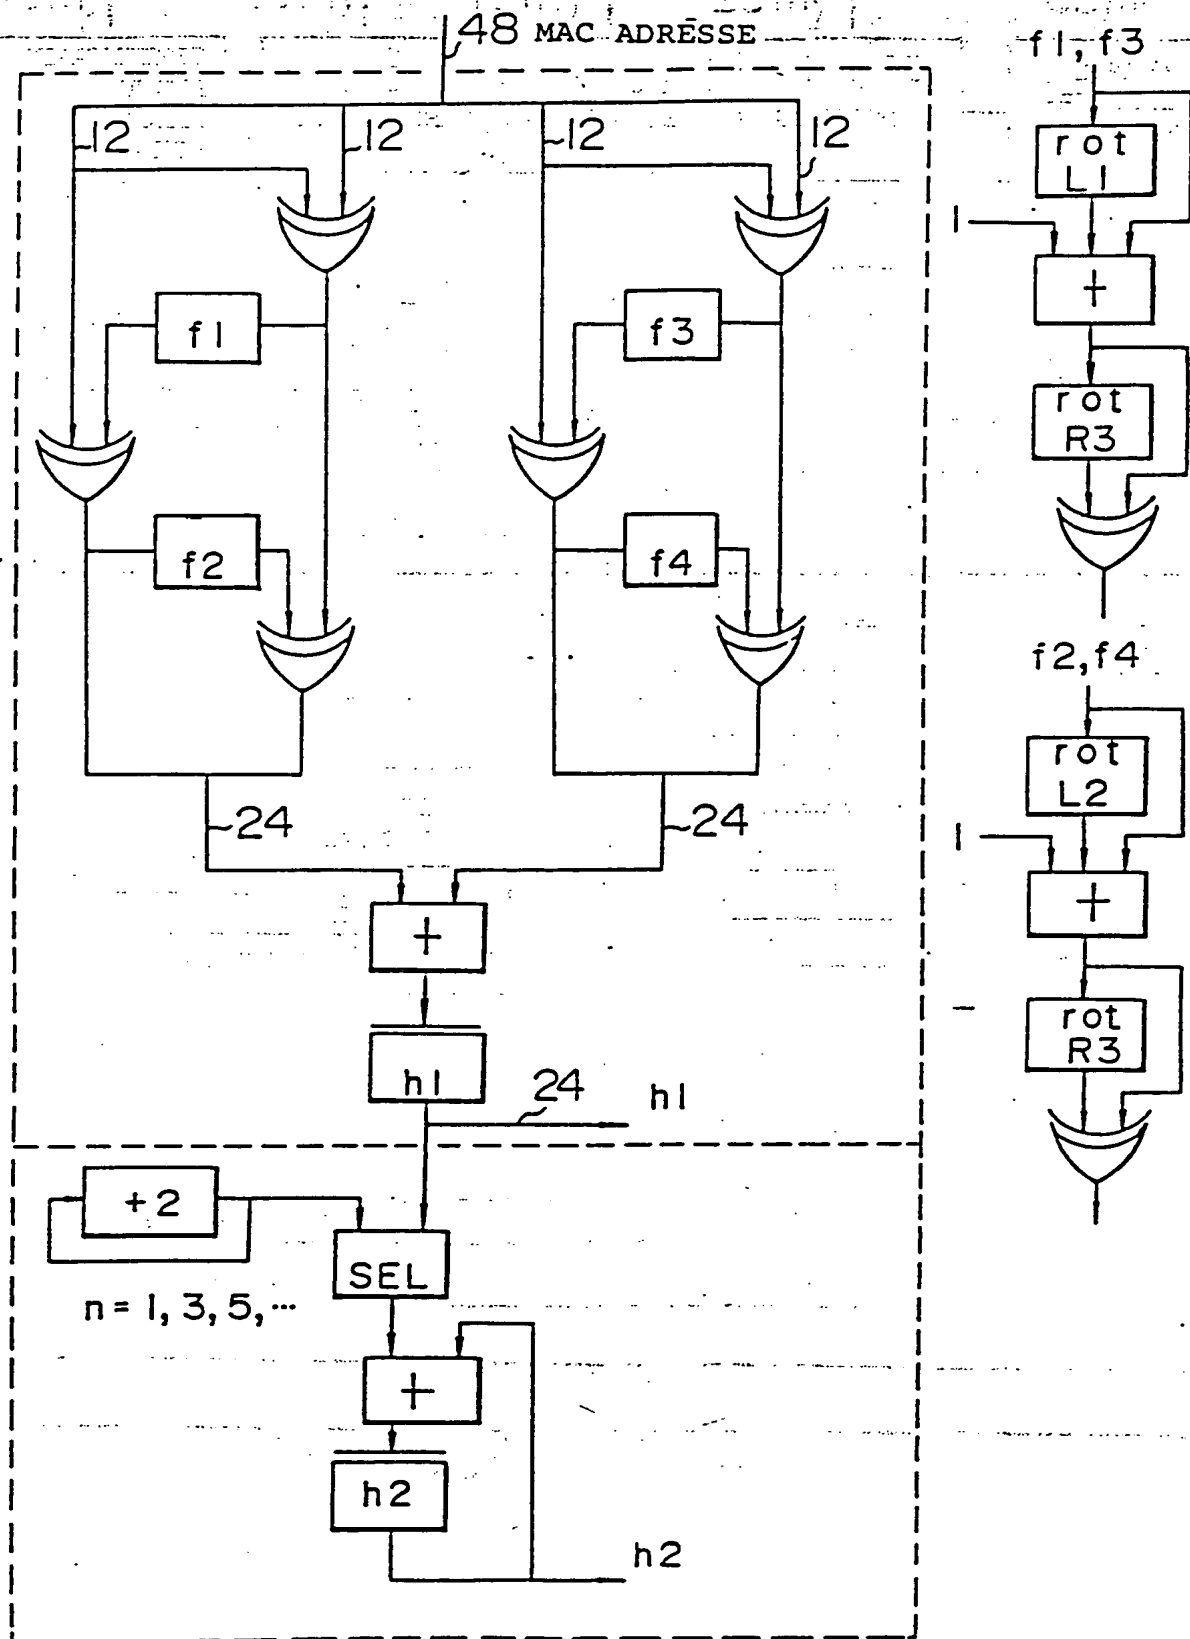 48 MAC ADRESSE
12 12 12 12
f1 f3
f2 f4
24 24
+
h1
24 h1
+2
SEL
n = 1, 3, 5, ...
+
h2
h2
f1, f3
rot
L1
1
+
rot
R3
f2, f4
rot
L2
1
+
rot
R3